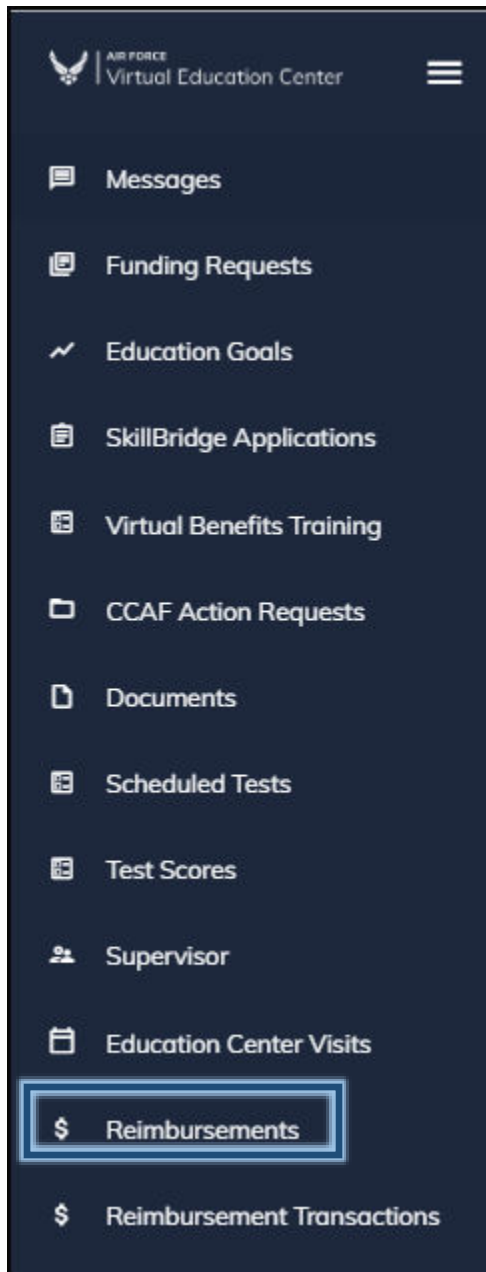 AIR FORCE
Virtual Education Center
Messages
Funding Requests
Education Goals
SkillBridge Applications
Virtual Benefits Training
CCAF Action Requests
Documents
Scheduled Tests
Test Scores
Supervisor
Education Center Visits
$ Reimbursements
$ Reimbursement Transactions